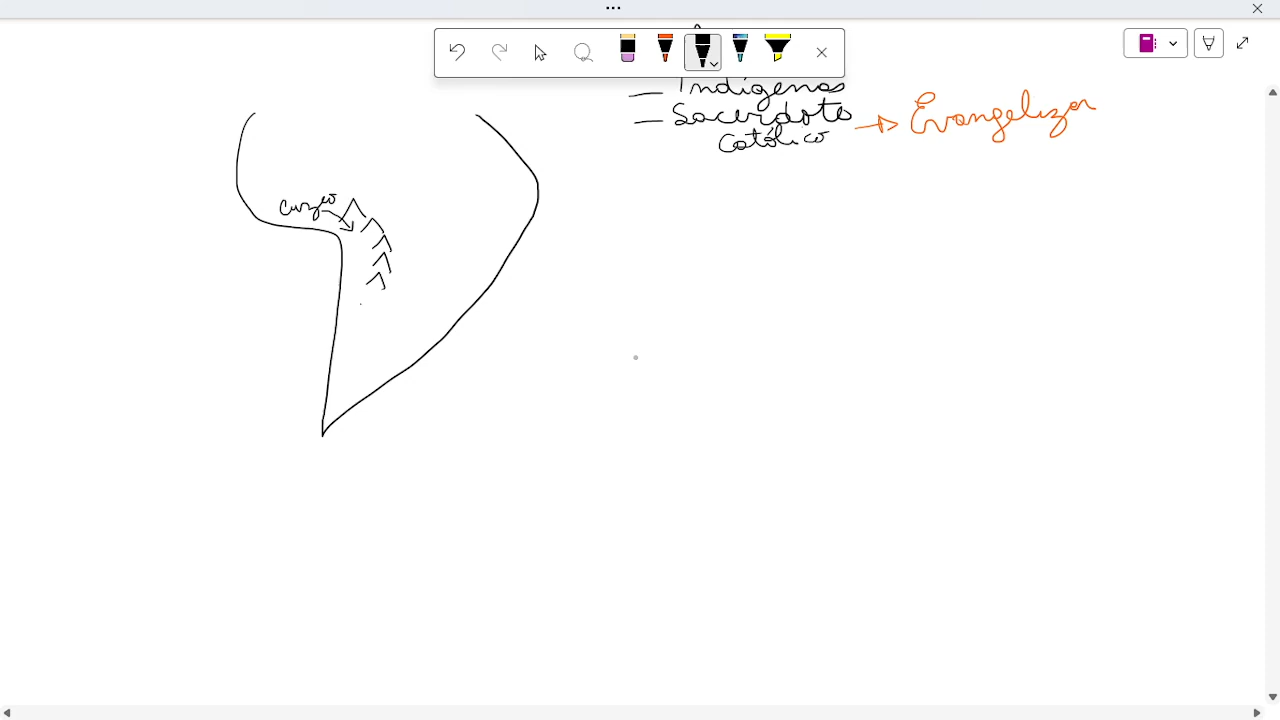 — Indígenas
— Sacerdote → Evangelizar
Católico
Cuzco